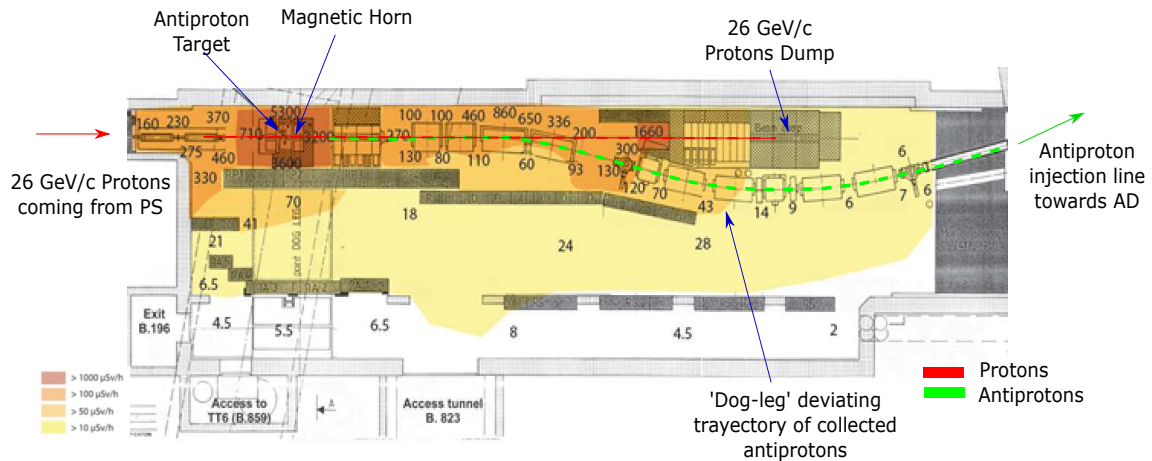 Antiproton
Target
Magnetic Horn
26 GeV/c
Protons Dump
26 GeV/c Protons
coming from PS
Antiproton
injection line
towards AD
160
230
370
275
460
330
710
5300
3200
3600
270
100
100
460
860
650
336
200
1660
130
80
110
60
93
300
130
120
70
43
14
9
6
6
7
6
70
41
21
18
24
28
6.5
4.5
5.5
6.5
8
4.5
2
Exit
B.196
Access to
TT6 (B.859)
Access tunnel
B. 823
> 1000 µSv/h
> 100 µSv/h
> 50 µSv/h
> 10 µSv/h
'Dog-leg' deviating
trajectory of collected
antiprotons
Protons
Antiprotons